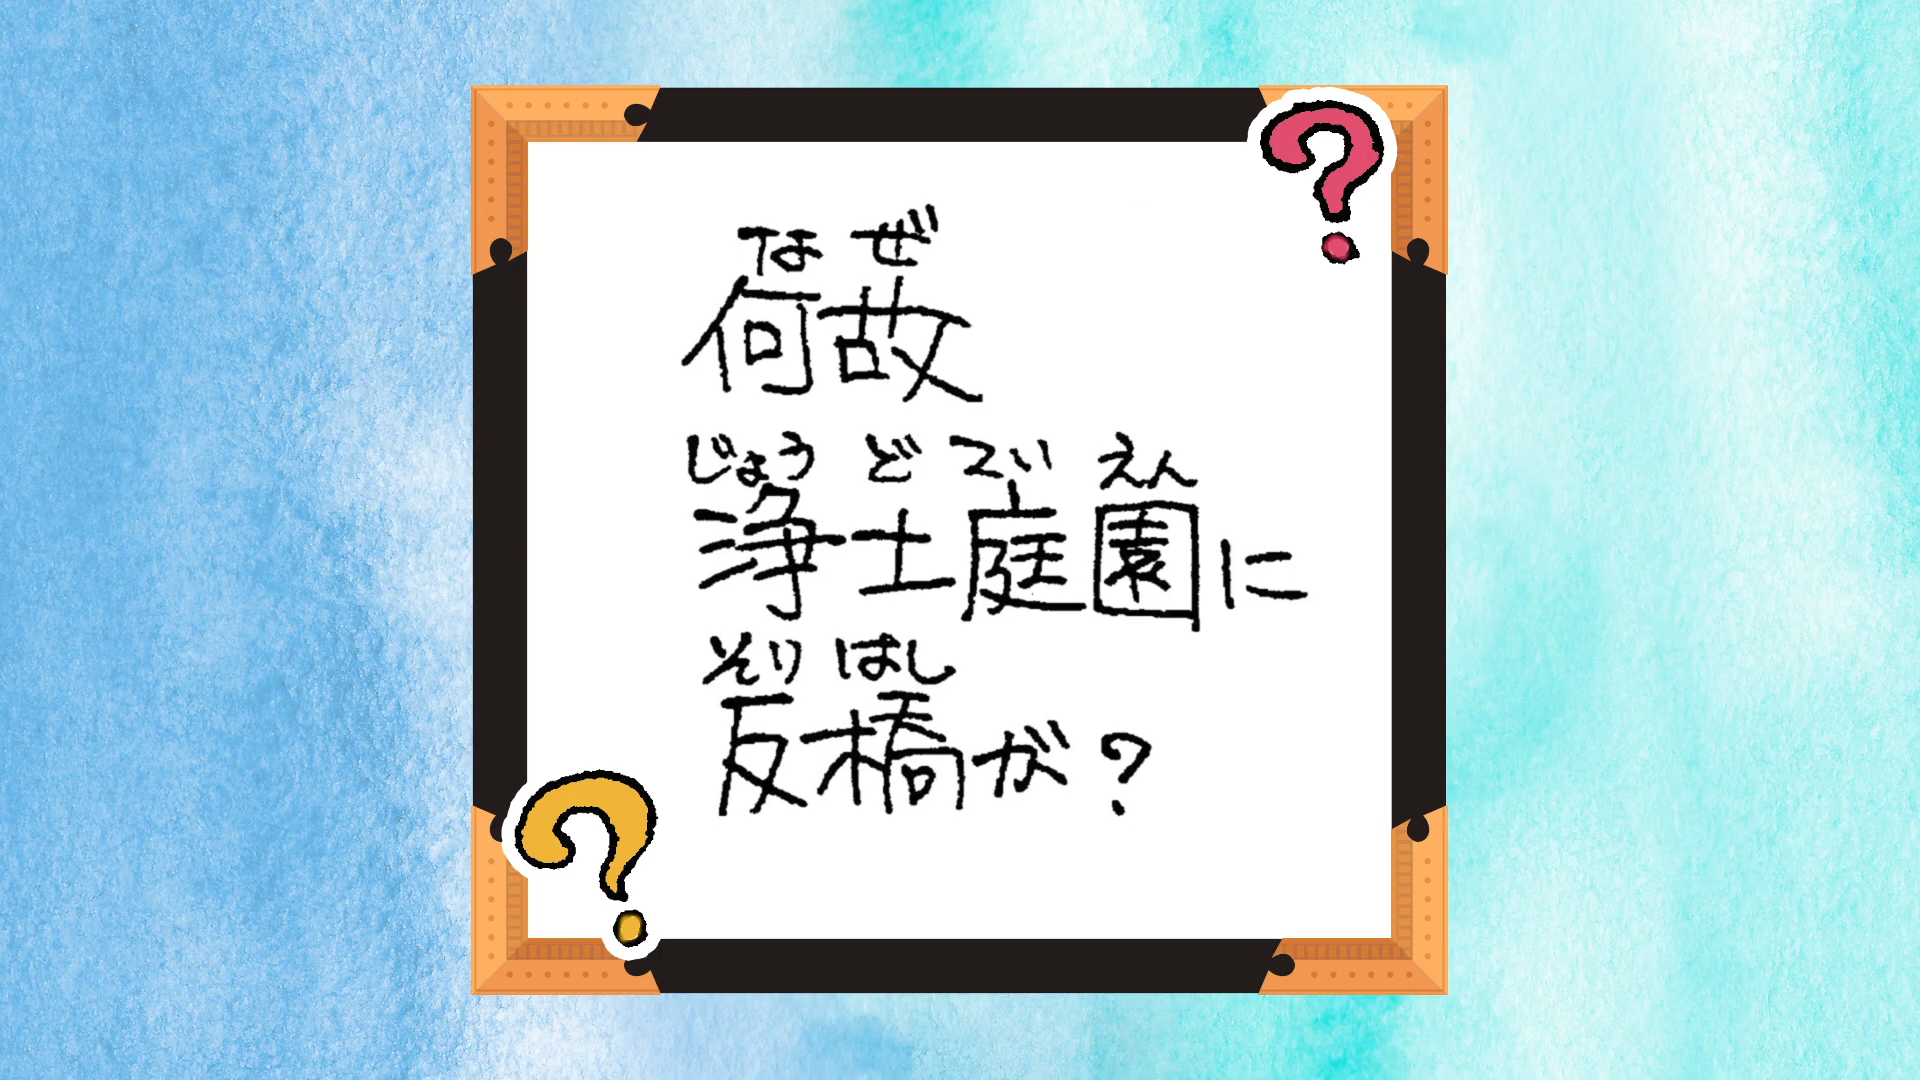 なぜ
何故
じょうどていえん
浄土庭園に
そりはし
反橋が?